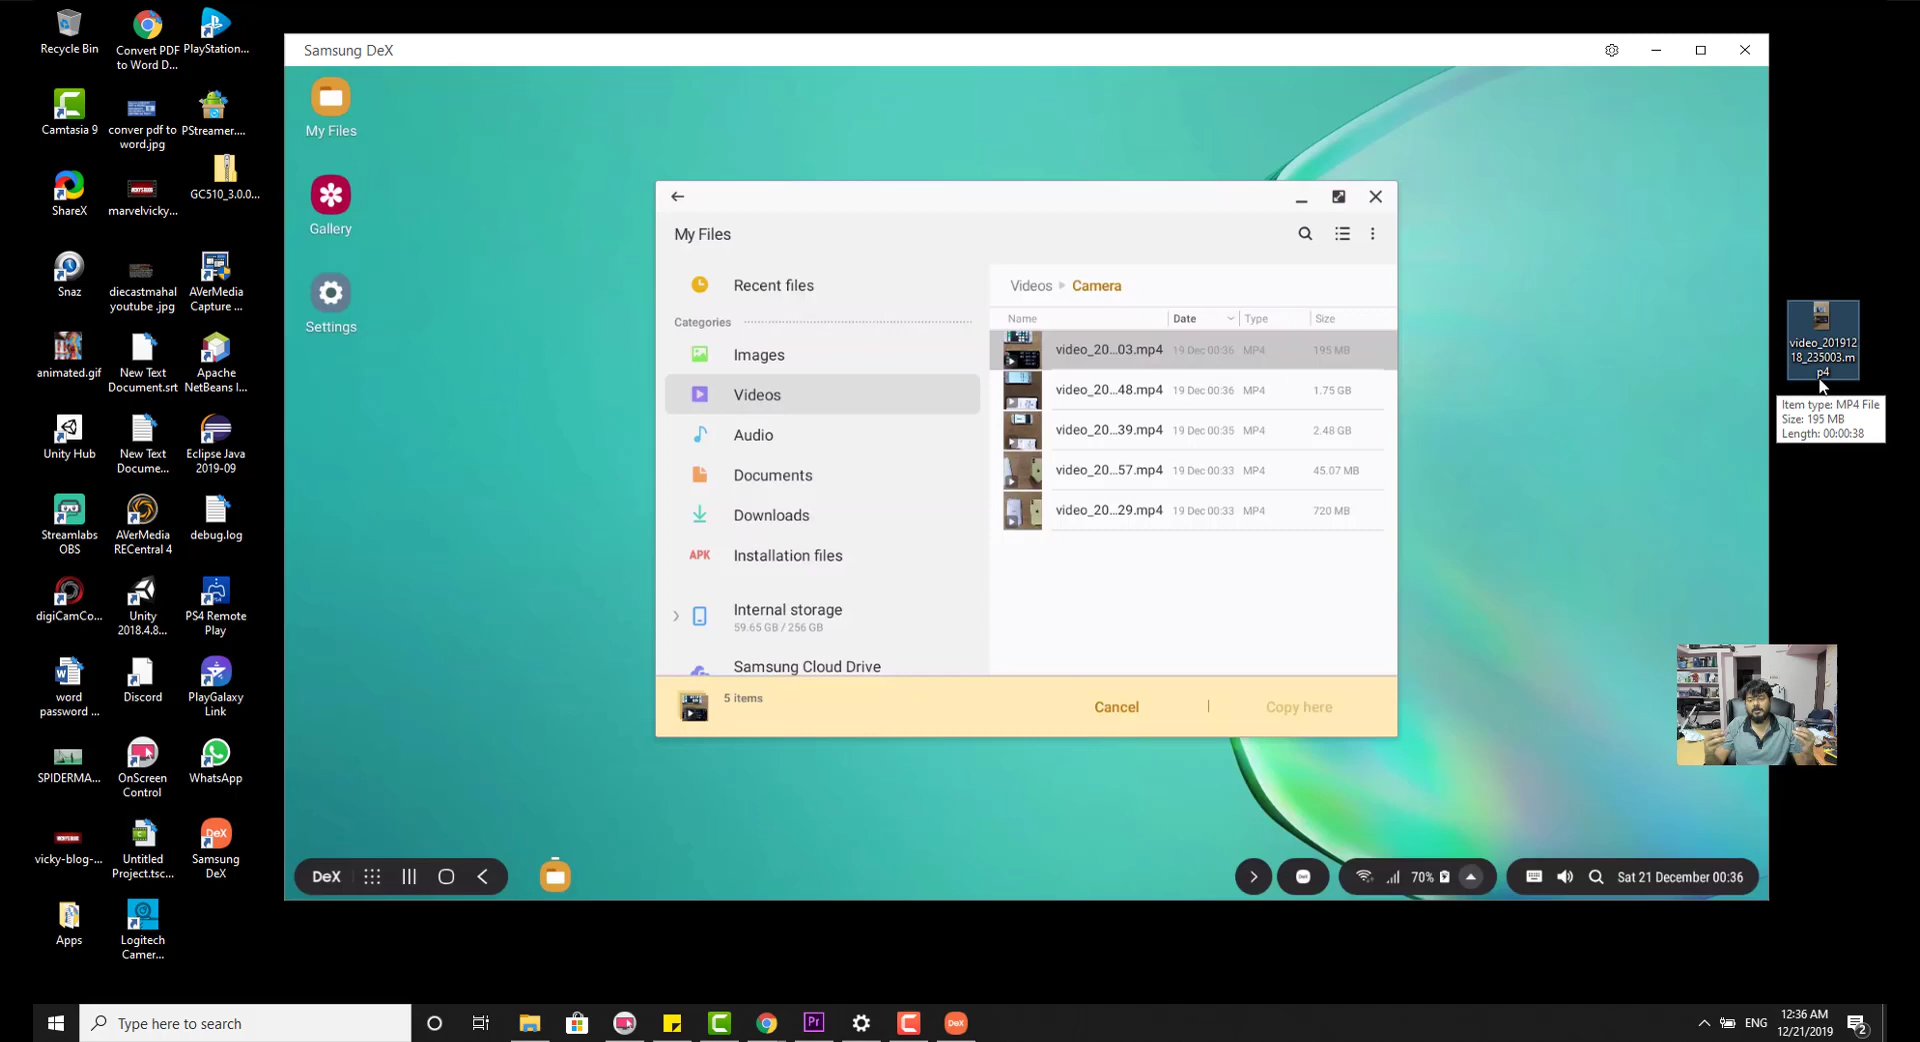 Recycle Bin
Convert PDF
to Word D...
PlayStation...
Camtasia 9
conver pdf to
word.jpg
PStreamer....
ShareX
marvelvicky...
GC510_3.0.0...
Snaz
diecastmahal
youtube .jpg
AVerMedia
Capture ...
animated.gif
New Text
Document.srt
Apache
NetBeans I...
Unity Hub
New Text
Docume...
Eclipse Java
2019-09
Streamlabs
OBS
AVerMedia
RECentral 4
debug.log
digiCamCo...
Unity
2018.4.8...
PS4 Remote
Play
word
password ...
Discord
PlayGalaxy
Link
SPIDERMA...
OnScreen
Control
WhatsApp
vicky-blog-...
Untitled
Project.tsc...
DeX
Samsung
DeX
Apps
Logitech
Camer...
Samsung DeX
My Files
Gallery
Settings
My Files
Recent files
Categories
Images
Videos
Audio
Documents
Downloads
APK
Installation files
Internal storage
59.65 GB / 256 GB
Samsung Cloud Drive
Videos
Camera
Name
Date
Type
Size
video_20...03.mp4 19 Dec 00:36 MP4 195 MB
video_20...48.mp4 19 Dec 00:36 MP4 1.75 GB
video_20...39.mp4 19 Dec 00:35 MP4 2.48 GB
video_20...57.mp4 19 Dec 00:33 MP4 45.07 MB
video_20...29.mp4 19 Dec 00:33 MP4 720 MB
5 items
Cancel
Copy here
video_201912
18_235003.m
p4
Item type: MP4 File
Size: 195 MB
Length: 00:00:38
DeX
70%
Sat 21 December 00:36
Type here to search
Pr
DeX
ENG
12:36 AM
12/21/2019
2